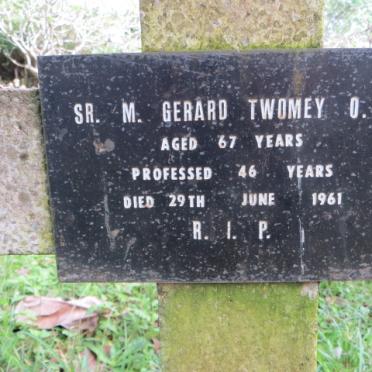 SR. M. GERARD TWOMEY O.
AGED 67 YEARS
PROFESSED 46 YEARS
DIED 29TH JUNE 1961
R. I. P.